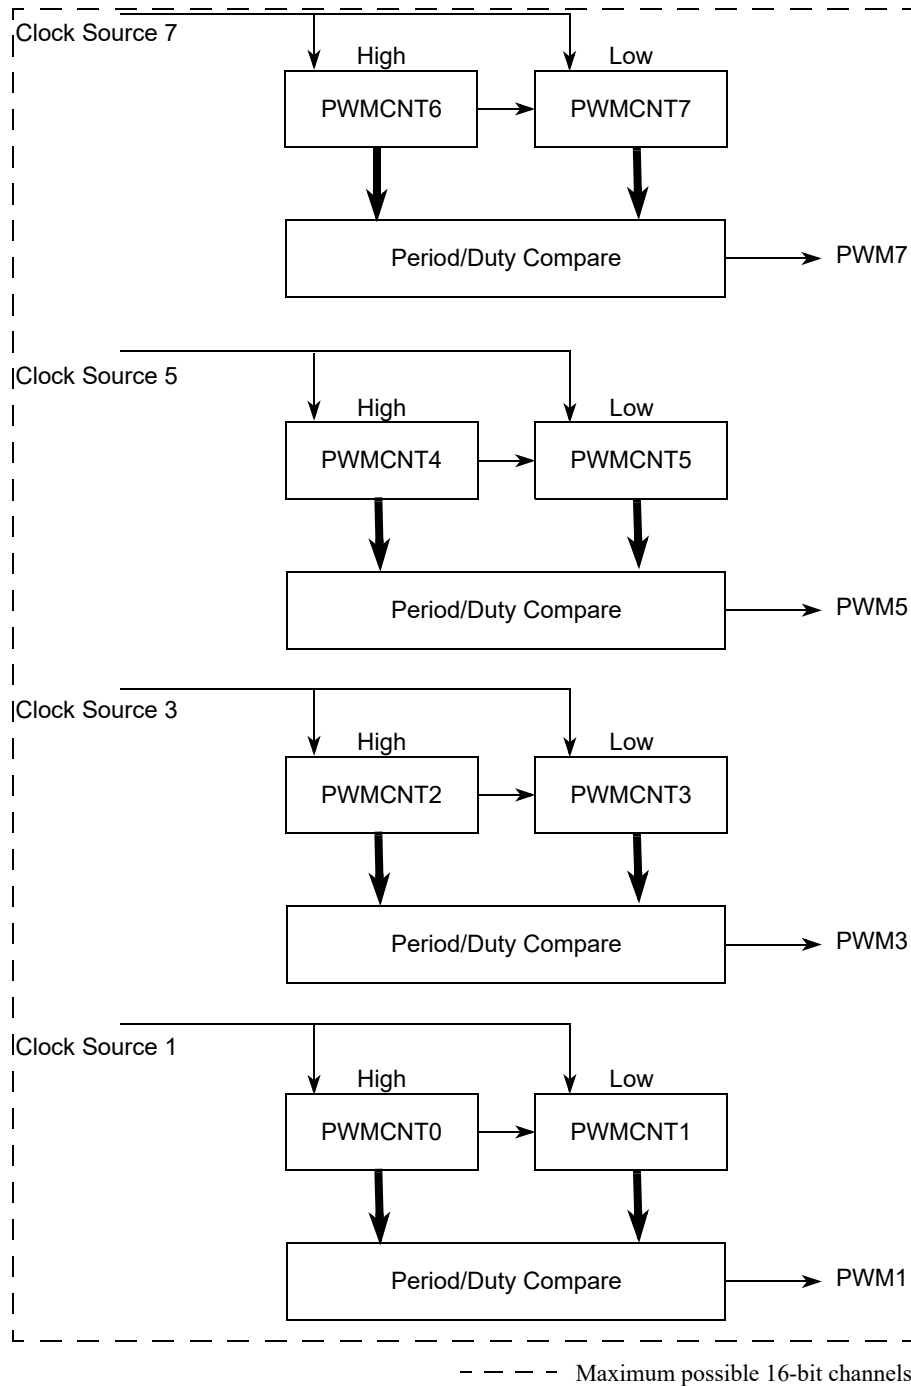 Clock Source 7
High Low
PWMCNT6 PWMCNT7
Period/Duty Compare PWM7
Clock Source 5
High Low
PWMCNT4 PWMCNT5
Period/Duty Compare PWM5
Clock Source 3
High Low
PWMCNT2 PWMCNT3
Period/Duty Compare PWM3
Clock Source 1
High Low
PWMCNT0 PWMCNT1
Period/Duty Compare PWM1
Maximum possible 16-bit channels